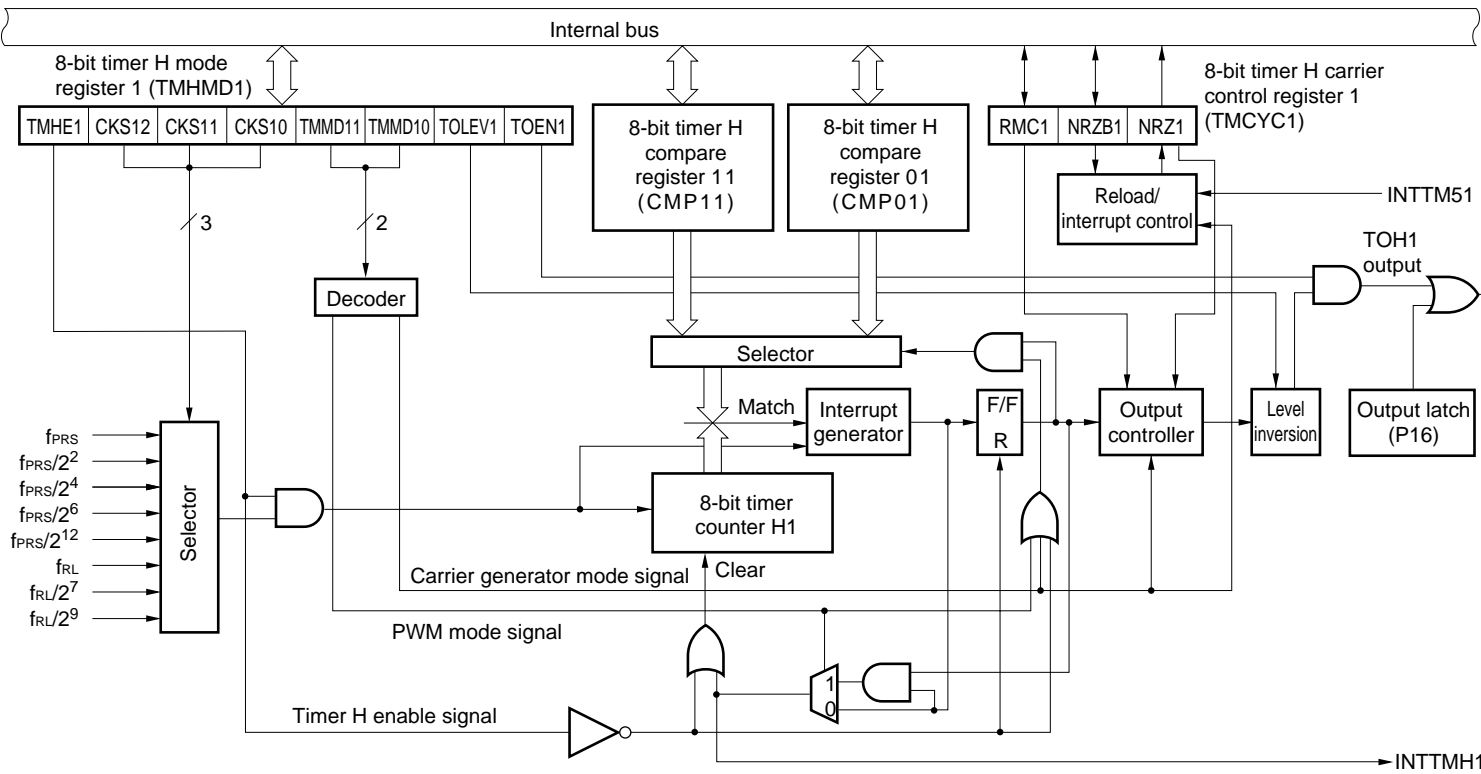 Internal bus
8-bit timer H mode
register 1 (TMHMD1)
8-bit timer H carrier
control register 1
(TMCYC1)
TMHE1 CKS12 CKS11 CKS10 TMMD11 TMMD10 TOLEV1 TOEN1
8-bit timer H
compare
register 11
(CMP11)
8-bit timer H
compare
register 01
(CMP01)
RMC1 NRZB1 NRZ1
Reload/
interrupt control
INTTM51
3
2
TOH1
output
Decoder
Selector
Match
Interrupt
generator
F/F
R
Output
controller
Level
inversion
Output latch
(P16)
fPRS
fPRS/2²
fPRS/2⁴
fPRS/2⁶
fPRS/2¹²
fRL
fRL/2⁷
fRL/2⁹
Selector
8-bit timer
counter H1
Carrier generator mode signal
Clear
PWM mode signal
1
0
Timer H enable signal
INTTMH1